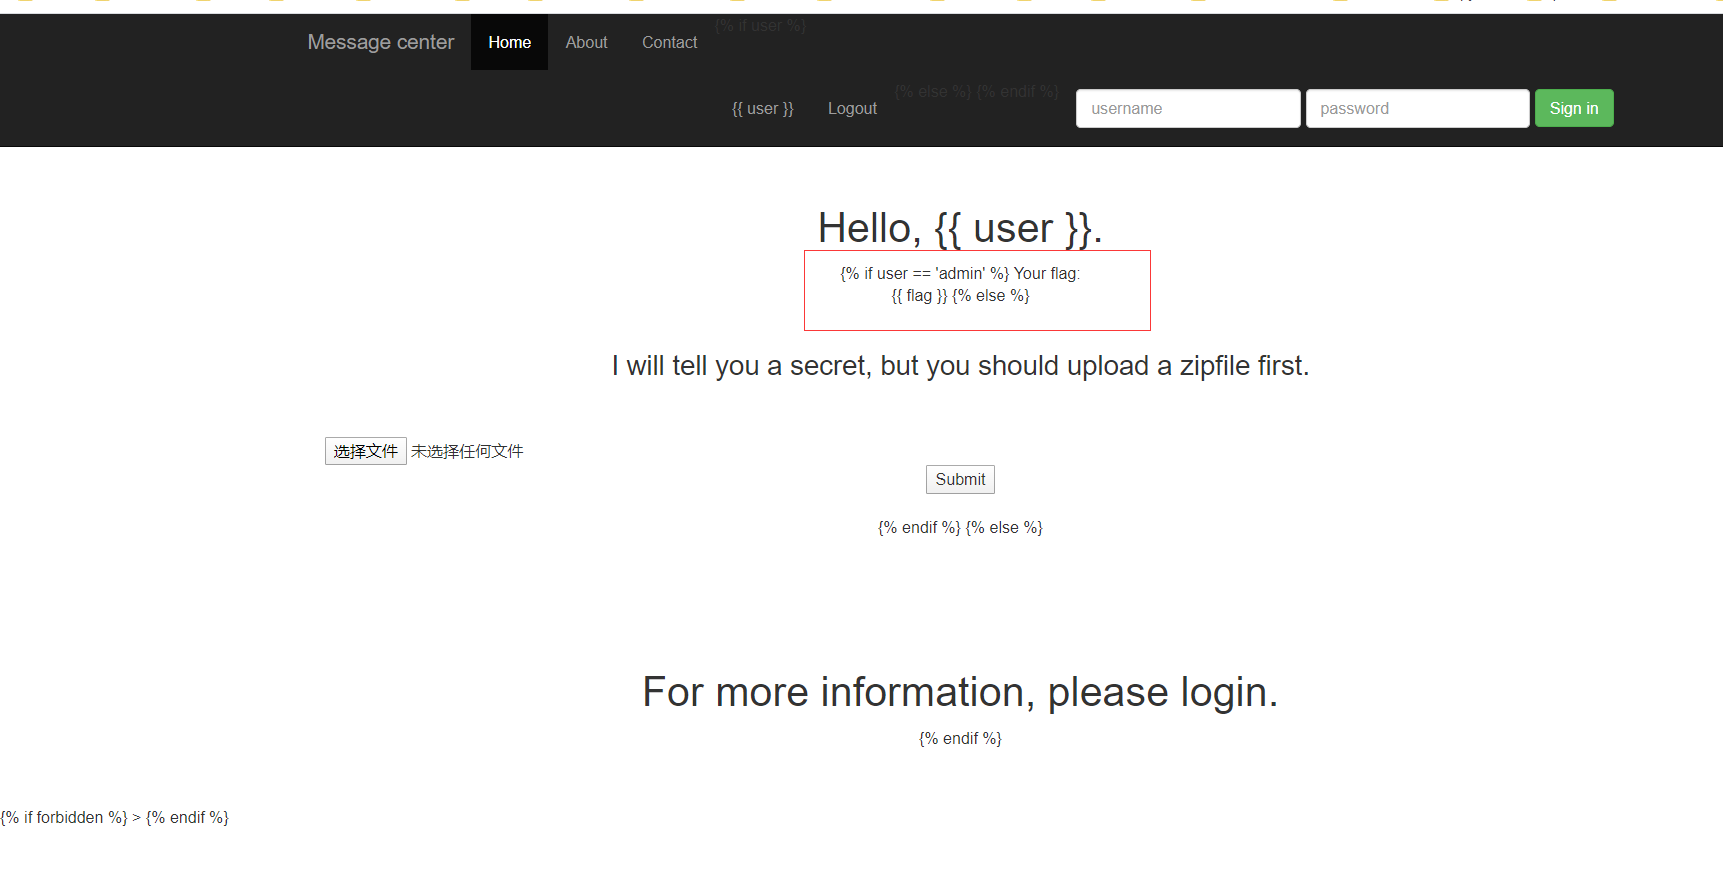 {% if user %}
Message center Home About Contact
{{ user }} Logout {% else %} {% endif %} username password Sign in
Hello, {{ user }}.
{% if user == 'admin' %} Your flag:
{{ flag }} {% else %}
I will tell you a secret, but you should upload a zipfile first.
选择文件 未选择任何文件
Submit
{% endif %} {% else %}
For more information, please login.
{% endif %}
{% if forbidden %} > {% endif %}